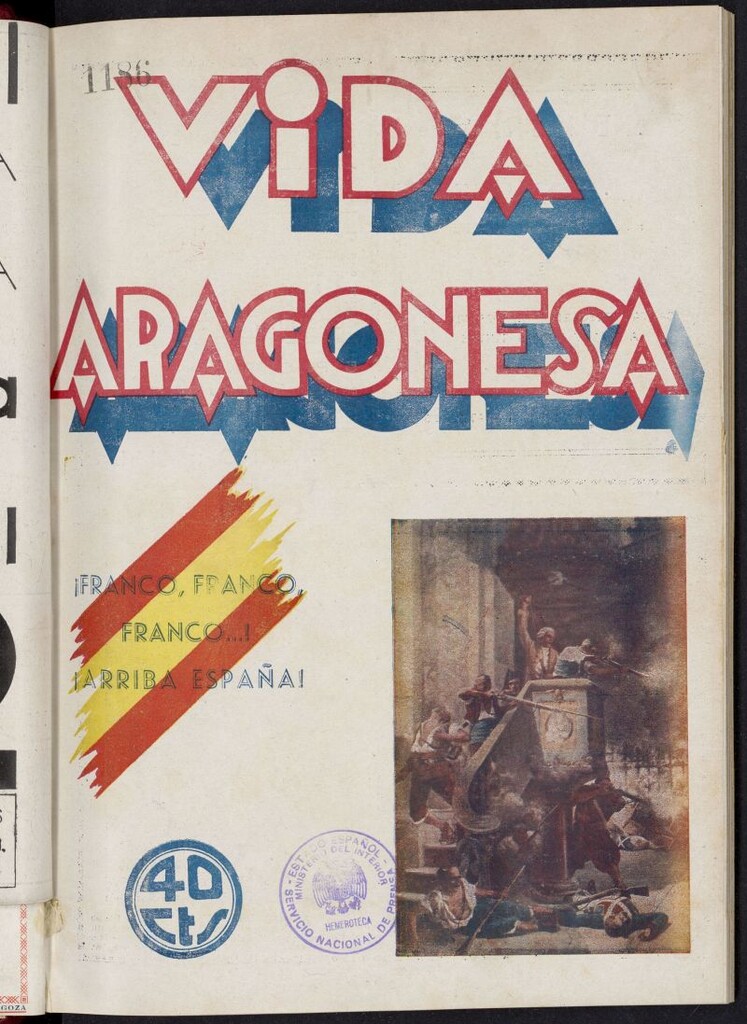 1186
ViDA
ARAGONESA
¡FRANCO, FRANCO,
FRANCO...!
¡ARRIBA ESPAÑA!
40
Cts
ESTADO ESPAÑOL
MINISTERIO DEL INTERIOR
HEMEROTECA
SERVICIO NACIONAL DE PRENSA
GOZA